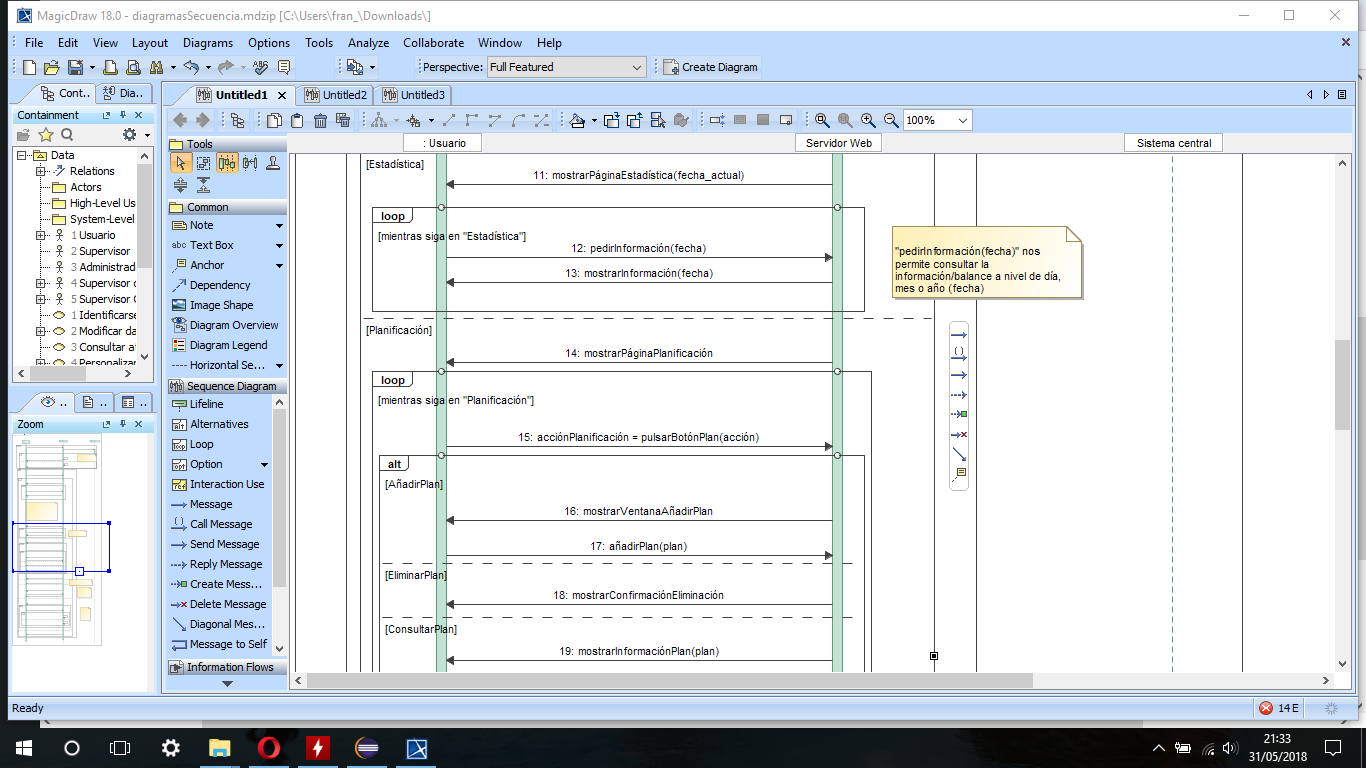 MagicDraw 18.0 - diagramasSecuencia.mdzip [C:\Users\fran_\Downloads\]
File Edit View Layout Diagrams Options Tools Analyze Collaborate Window Help
Perspective: Full Featured Create Diagram
Cont.. Dia..
Untitled1 Untitled2 Untitled3
Containment
100%
Data
Relations
Actors
High-Level Us
System-Level
1 Usuario
2 Supervisor
3 Administrad
4 Supervisor
5 Supervisor
1 Identificarse
2 Modificar da
3 Consultar
4 Personalizar
Zoom
Tools
Common
Note
Text Box
Anchor
Dependency
Image Shape
Diagram Overview
Diagram Legend
Horizontal Se...
Sequence Diagram
Lifeline
Alternatives
Loop
Option
Interaction Use
Message
Call Message
Send Message
Reply Message
Create Mess...
Delete Message
Diagonal Mes...
Message to Self
Information Flows
: Usuario
Servidor Web
Sistema central
[Estadística]
11: mostrarPáginaEstadística(fecha_actual)
loop
[mientras siga en "Estadística"]
12: pedirInformación(fecha)
13: mostrarInformación(fecha)
"pedirInformación(fecha)" nos
permite consultar la
información/balance a nivel de día,
mes o año (fecha)
[Planificación]
14: mostrarPáginaPlanificación
loop
[mientras siga en "Planificación"]
15: acciónPlanificación = pulsarBotónPlan(acción)
alt
[AñadirPlan]
16: mostrarVentanaAñadirPlan
17: añadirPlan(plan)
[EliminarPlan]
18: mostrarConfirmaciónEliminación
[ConsultarPlan]
19: mostrarInformaciónPlan(plan)
Ready
14 E
21:33
31/05/2018